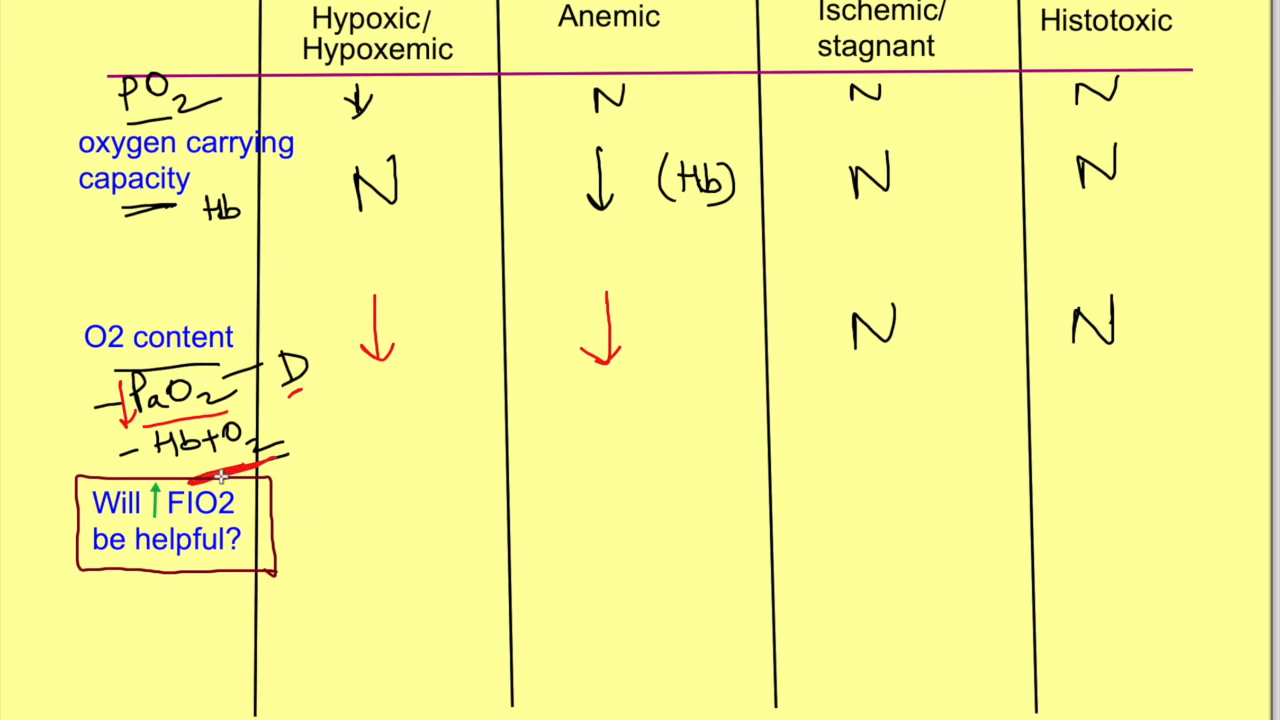 Hypoxic/ Hypoxemic Anemic Ischemic/ stagnant Histotoxic
PO2 ↓ N N N
oxygen carrying capacity Hb N ↓ (Hb) N N
O2 content ↓ ↓ N N
- ↓ PaO2 - D
- Hb+O2
Will ↑ FIO2
be helpful?